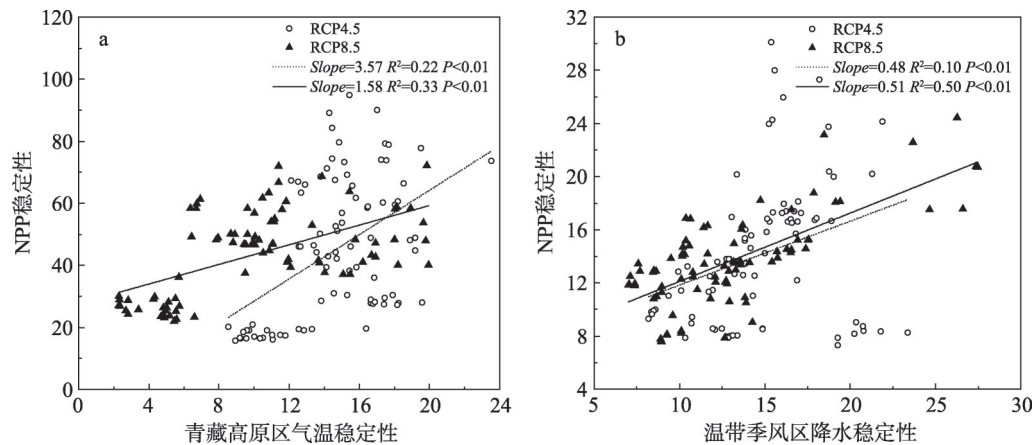 a
RCP4.5
RCP8.5
Slope=3.57 R²=0.22 P<0.01
Slope=1.58 R²=0.33 P<0.01
120
100
80
60
40
20
0
NPP稳定性
0 4 8 12 16 20 24
青藏高原区气温稳定性
b
RCP4.5
RCP8.5
Slope=0.48 R²=0.10 P<0.01
Slope=0.51 R²=0.50 P<0.01
32
28
24
20
16
12
8
4
NPP稳定性
5 10 15 20 25 30
温带季风区降水稳定性